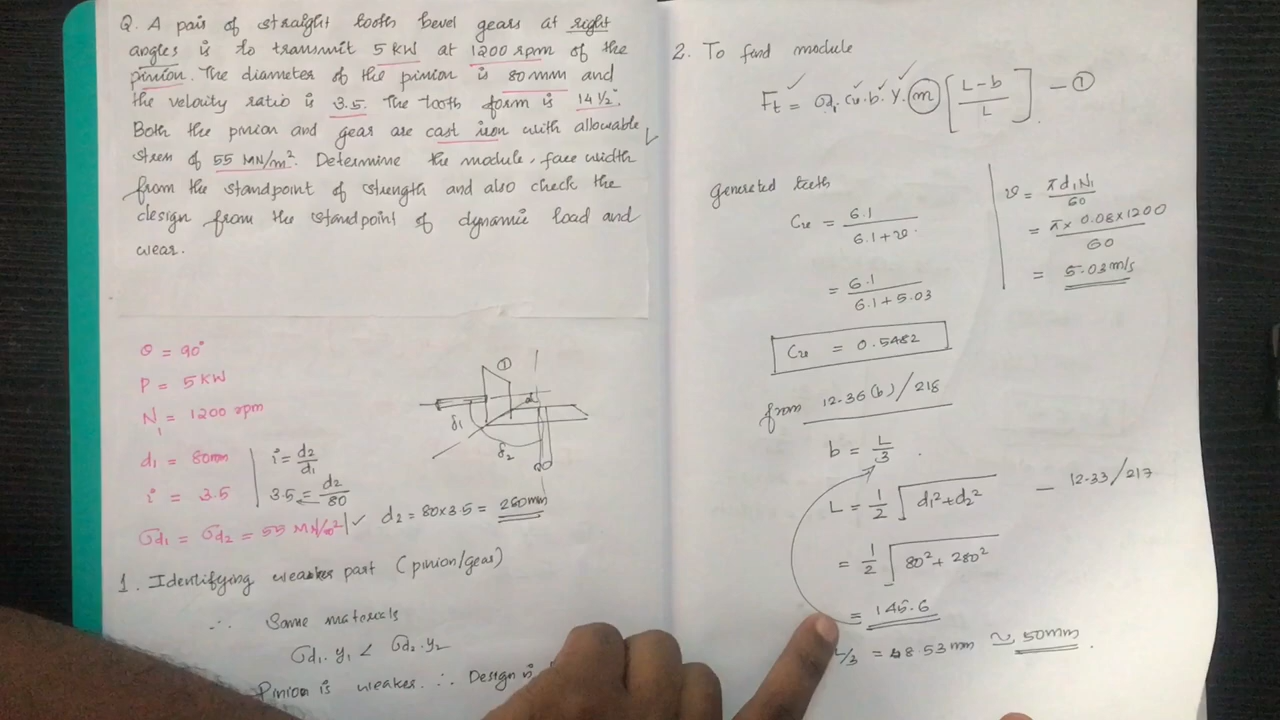 Q. A pair of straight tooth bevel gears at right
angles is to transmit 5 KW at 1200 rpm of the
pinion. The diameter of the pinion is 80 mm and
the velocity ratio is 3.5. The tooth form is 14 1/2°.
Both the pinion and gear are cast iron with allowable
stress of 55 MN/m². Determine the module, face width
from the standpoint of strength and also check the
design from the standpoint of dynamic load and
wear.
θ = 90°
P = 5 KW
N₁ = 1200 rpm
d₁ = 80mm
i = 3.5
σd₁ = σd₂ = 55 MN/m²
i = d₂/d₁
3.5 = d₂/80
d₂ = 80×3.5 = 280mm
①
δ₁
δ₂
1. Identifying weaker part (pinion/gear)
∴ Same materials
σd₁.y₁ < σd₂.y₂
Pinion is weaker. ∴ Design is
2. To find module
Ft = σd₁.Cv.b.Y.m [L-b/L] — ①
generated teeth
Cv = 6.1/6.1+v
= 6.1/6.1+5.03
Cv = 0.5482
v = πd₁N₁/60
= π×0.08×1200/60
= 5.03 m/s
from 12.36(b)/218
b = L/3.
L = 1/2 √d₁²+d₂² — 12.33/217
= 1/2 √80²+280²
= 145.6
L/3 = 48.53mm ≈ 50mm.